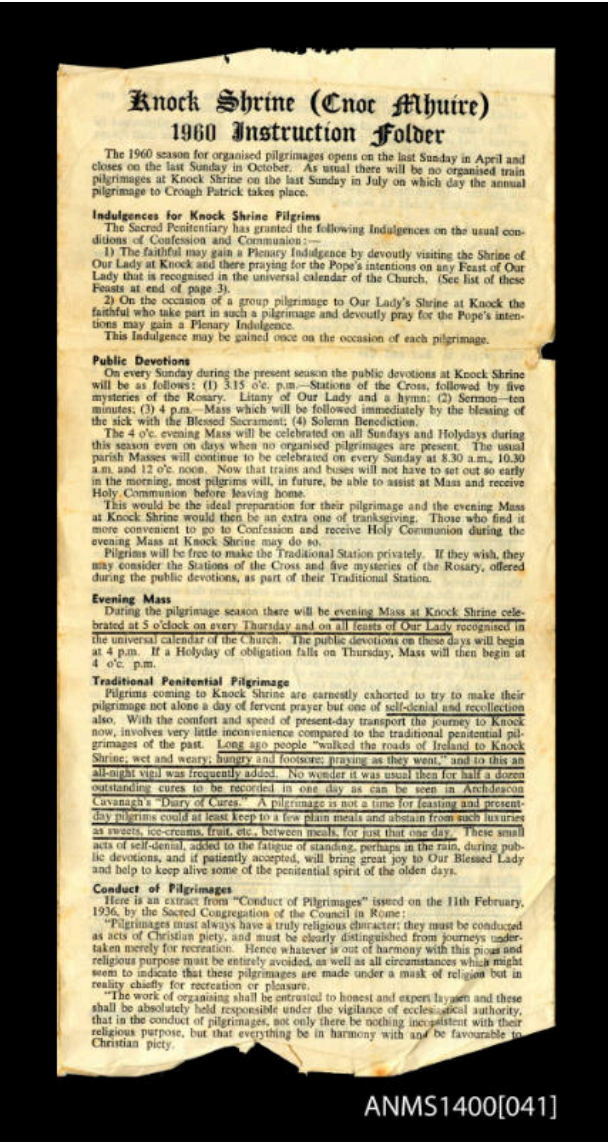 Knock Shrine (Cnoc Mhuire)
1960 Instruction Folder
The 1960 season for organised pilgrimages opens on the last Sunday in April and
closes on the last Sunday in October. As usual there will be no organised train
pilgrimages at Knock Shrine on the last Sunday in July on which day the annual
pilgrimage to Croagh Patrick takes place.
Indulgences for Knock Shrine Pilgrims
The Sacred Penitentiary has granted the following Indulgences on the usual con-
ditions of Confession and Communion:—
1) The faithful may gain a Plenary Indulgence by devoutly visiting the Shrine of
Our Lady at Knock and there praying for the Pope's intentions on any Feast of Our
Lady that is recognised in the universal calendar of the Church. (See list of these
Feasts at end of page 3).
2) On the occasion of a group pilgrimage to Our Lady's Shrine at Knock the
faithful who take part in such a pilgrimage and devoutly pray for the Pope's inten-
tions may gain a Plenary Indulgence.
This Indulgence may be gained once on the occasion of each pilgrimage.
Public Devotions
On every Sunday during the present season the public devotions at Knock Shrine
will be as follows: (1) 3.15 o'c. p.m.—Stations of the Cross, followed by five
mysteries of the Rosary. Litany of Our Lady and a hymn; (2) Sermon—ten
minutes; (3) 4 p.m.—Mass which will be followed immediately by the blessing of
the sick with the Blessed Sacrament; (4) Solemn Benediction.
The 4 o'c. evening Mass will be celebrated on all Sundays and Holydays during
this season even on days when no organised pilgrimages are present. The usual
parish Masses will continue to be celebrated on every Sunday at 8.30 a.m., 10.30
a.m. and 12 o'c. noon. Now that trains and buses will not have to set out so early
in the morning, most pilgrims will, in future, be able to assist at Mass and receive
Holy Communion before leaving home.
This would be the ideal preparation for their pilgrimage and the evening Mass
at Knock Shrine would then be an extra one of tranksgiving. Those who find it
more convenient to go to Confession and receive Holy Communion during the
evening Mass at Knock Shrine may do so.
Pilgrims will be free to make the Traditional Station privately. If they wish, they
may consider the Stations of the Cross and five mysteries of the Rosary, offered
during the public devotions, as part of their Traditional Station.
Evening Mass
During the pilgrimage season there will be evening Mass at Knock Shrine cele-
brated at 5 o'clock on every Thursday and on all feasts of Our Lady recognised in
the universal calendar of the Church. The public devotions on these days will begin
at 4 p.m. If a Holyday of obligation falls on Thursday, Mass will then begin at
4 o'c. p.m.
Traditional Penitential Pilgrimage
Pilgrims coming to Knock Shrine are earnestly exhorted to try to make their
pilgrimage not alone a day of fervent prayer but one of self-denial and recollection
also. With the comfort and speed of present-day transport the journey to Knock
now, involves very little inconvenience compared to the traditional penitential pil-
grimages of the past. Long ago people "walked the roads of Ireland to Knock
Shrine; wet and weary; hungry and footsore; praying as they went," and to this an
all-night vigil was frequently added. No wonder it was usual then for half a dozen
outstanding cures to be recorded in one day as can be seen in Archdeacon
Cavanagh's "Diary of Cures." A pilgrimage is not a time for feasting and present-
day pilgrims could at least keep to a few plain meals and abstain from such luxuries
as sweets, ice-creams, fruit, etc., between meals, for just that one day. These small
acts of self-denial, added to the fatigue of standing, perhaps in the rain, during pub-
lic devotions, and if patiently accepted, will bring great joy to Our Blessed Lady
and help to keep alive some of the penitential spirit of the olden days.
Conduct of Pilgrimages
Here is an extract from "Conduct of Pilgrimages" issued on the 11th February,
1936, by the Sacred Congregation of the Council in Rome:
"Pilgrimages must always have a truly religious character; they must be conducted
as acts of Christian piety, and must be clearly distinguished from journeys under-
taken merely for recreation. Hence whatever is out of harmony with this pious and
religious purpose must be entirely avoided, as well as all circumstances which might
seem to indicate that these pilgrimages are made under a mask of religion but in
reality chiefly for recreation or pleasure.
"The work of organising shall be entrusted to honest and expert laymen and these
shall be absolutely held responsible under the vigilance of ecclesiastical authority,
that in the conduct of pilgrimages, not only there be nothing inconsistent with their
religious purpose, but that everything be in harmony with and be favourable to
Christian piety.
ANMS1400[041]